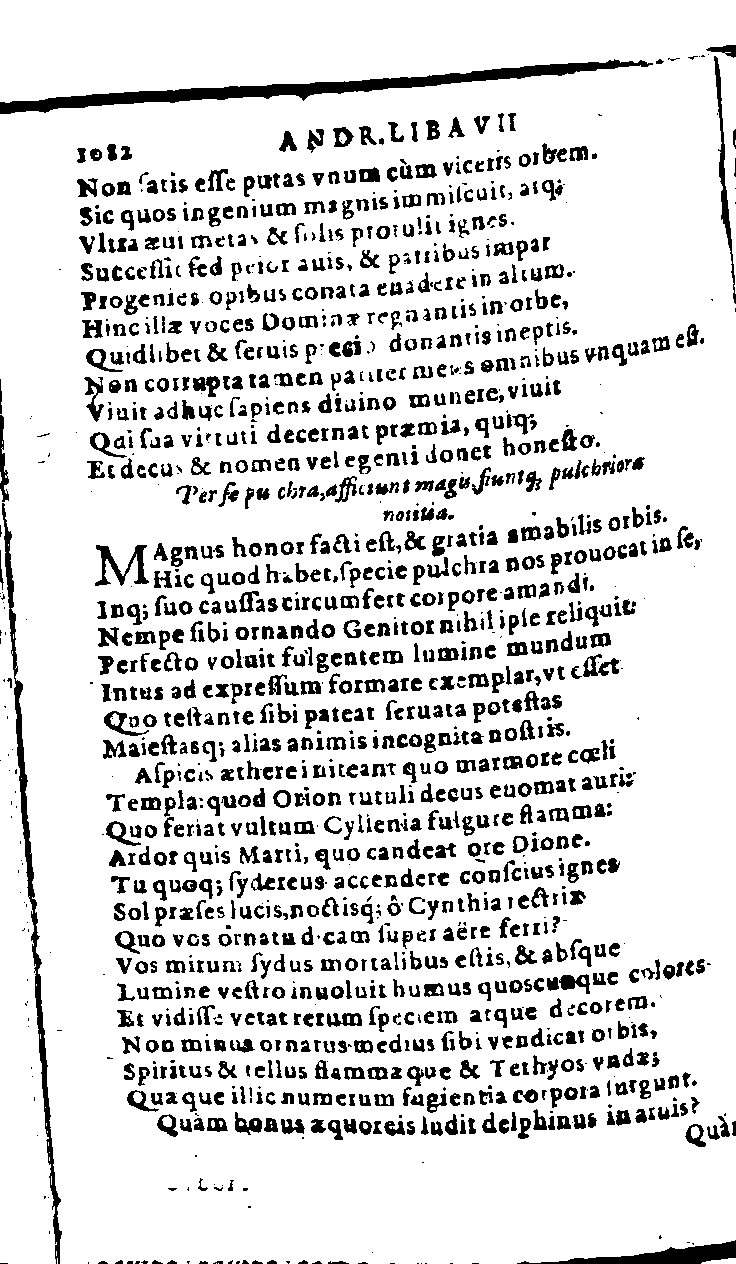 1082 ANDR. LIBAVII
Non satis esse putas vnum cùm viceris orbem.
Sic quos ingenium magnis immiscuit, atq;
Vltra æui metas & solis protulit ignes.
Successit sed peior auis, & patribus impar
Progenies opibus conata euadere in altum.
Hinc illæ voces Dominæ regnantis in orbe,
Quidlibet & seruis precio donantis ineptis.
Non corrupta tamen pariter mens omnibus vnquam est.
Viuit adhuc sapiens diuino munere, viuit
Qui sua virtuti decernat præmia, quiq;
Et decus & nomen vel egenti donet honesto.
Per se pulchra, afficiunt magis, fiuntq; pulchriora
notitia.
MAgnus honor facti est, & gratia amabilis orbis.
Hic quod habet, specie pulchra nos prouocat in se,
Inq; suo caussas circumfert corpore amandi.
Nempe sibi ornando Genitor nihil ipse reliquit:
Perfecto voluit fulgentem lumine mundum
Intus ad expressum formare exemplar, vt esset
Quo testante sibi pateat seruata potestas
Maiestasq; alias animis incognita nostris.
Aspicis ætherei niteant quo marmore cœli
Templa: quod Orion rutuli decus euomat auri:
Quo feriat vultum Cyllenia fulgure flamma:
Ardor quis Marti, quo candeat ore Dione.
Tu quoq; sydereus accendere conscius ignes
Sol præses lucis, noctisq́; ô Cynthia rectrix
Quo vos ornatu dicam super aëre ferri?
Vos mirum sydus mortalibus estis, & absque
Lumine vestro inuoluit humus quoscunque colores
Et vidisse vetat rerum speciem atque decorem.
Non minus ornatus medius sibi vendicat orbis,
Spiritus & tellus flammaque & Tethyos vndæ;
Quaque illic numerum fugientia corpora surgunt.
Quàm bonus æquoreis ludit delphinus in aruis?
Quàm